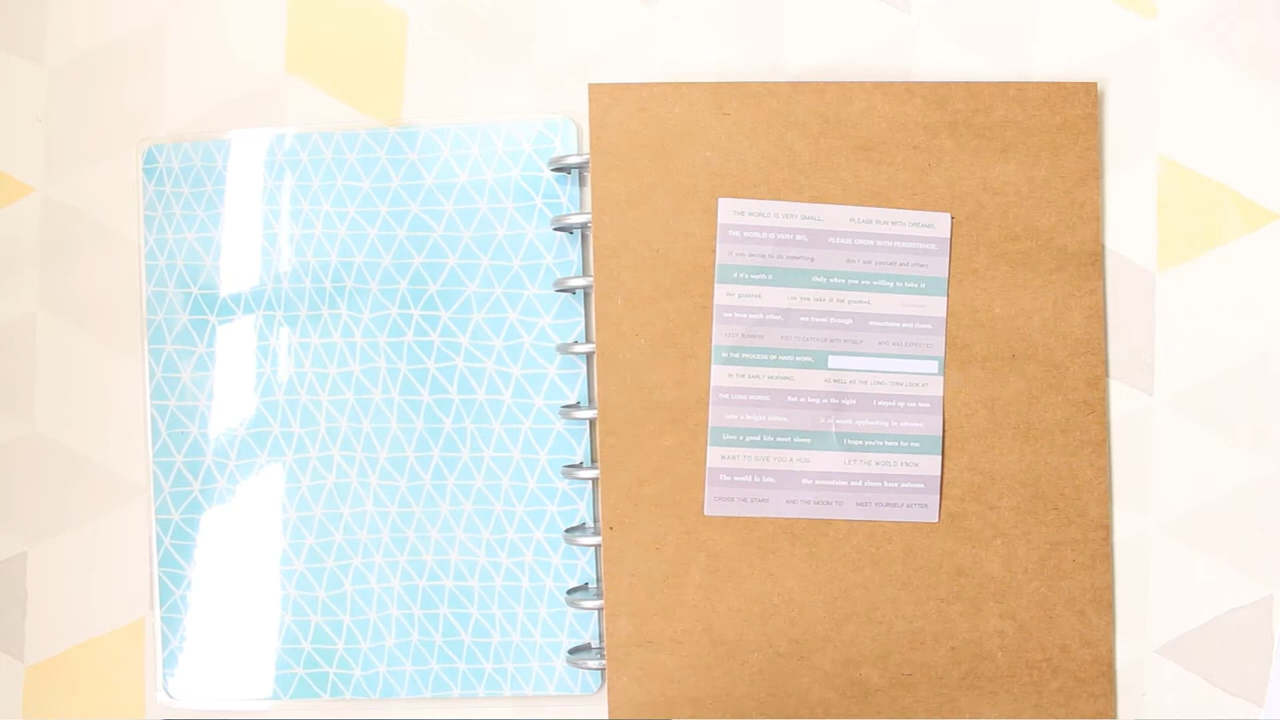 THE WORLD IS VERY SMALL, PLEASE RUN WITH DREAMS,
THE WORLD IS VERY BIG, PLEASE GROW WITH PERSISTENCE.
If you decide to do something don't ask yourself and others
if it's worth it Only when you are willing to take it
for granted, can you take it for granted.
we love each other, we travel through mountains and rivers.
I KEEP RUNNING JUST TO CATCH UP WITH MYSELF WHO WAS EXPECTED
IN THE PROCESS OF HARD WORK,
IN THE EARLY MORNING, AS WELL AS THE LONG-TERM LOOK AT
THE LONG WORDS. But as long as the night I stayed up can turn
into a bright future, it is worth applauding in advance.
Live a good life meet slowly I hope you're here for me
WANT TO GIVE YOU A HUG LET THE WORLD KNOW
The world is life, the mountains and rivers have autumn
CROSS THE STARS AND THE MOON TO MEET YOURSELF BETTER.